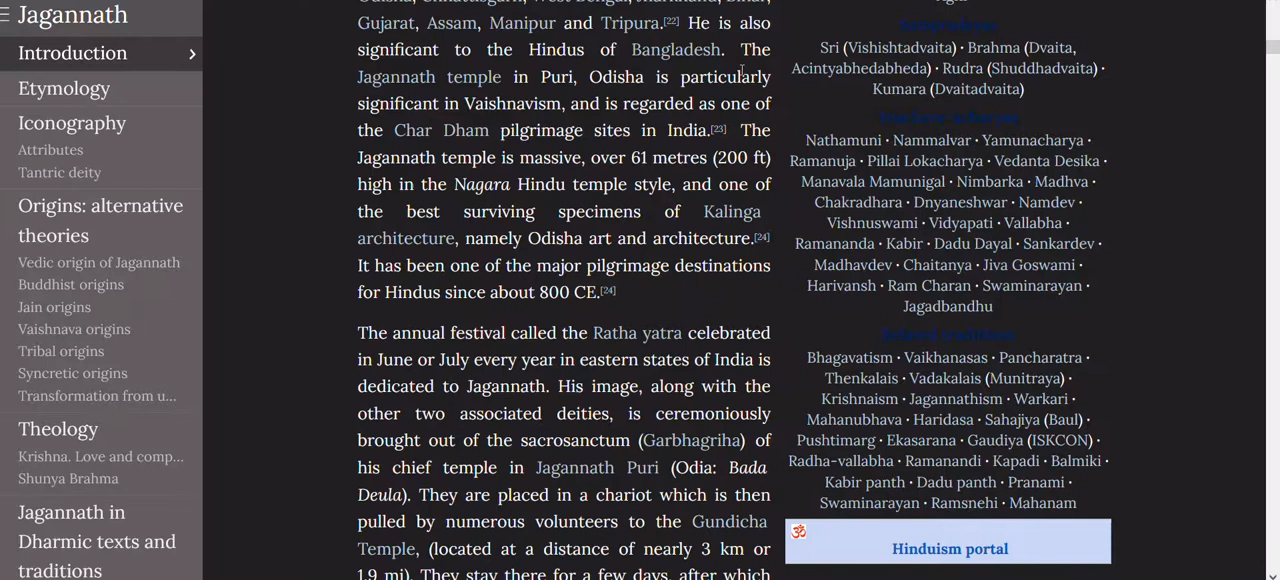 Jagannath
Introduction
Etymology
Iconography
Attributes
Tantric deity
Origins: alternative
theories
Vedic origin of Jagannath
Buddhist origins
Jain origins
Vaishnava origins
Tribal origins
Syncretic origins
Transformation from u...
Theology
Krishna. Love and comp...
Shunya Brahma
Jagannath in
Dharmic texts and
traditions
Gujarat, Assam, Manipur and Tripura.[22] He is also
significant to the Hindus of Bangladesh. The
Jagannath temple in Puri, Odisha is particularly
significant in Vaishnavism, and is regarded as one of
the Char Dham pilgrimage sites in India.[23] The
Jagannath temple is massive, over 61 metres (200 ft)
high in the Nagara Hindu temple style, and one of
the best surviving specimens of Kalinga
architecture, namely Odisha art and architecture.[24]
It has been one of the major pilgrimage destinations
for Hindus since about 800 CE.[24]
The annual festival called the Ratha yatra celebrated
in June or July every year in eastern states of India is
dedicated to Jagannath. His image, along with the
other two associated deities, is ceremoniously
brought out of the sacrosanctum (Garbhagriha) of
his chief temple in Jagannath Puri (Odia: Bada
Deula). They are placed in a chariot which is then
pulled by numerous volunteers to the Gundicha
Temple, (located at a distance of nearly 3 km or
1.9 mi). They stay there for a few days, after which
Sri (Vishishtadvaita) · Brahma (Dvaita,
Acintyabhedabheda) · Rudra (Shuddhadvaita) ·
Kumara (Dvaitadvaita)
Nathamuni · Nammalvar · Yamunacharya ·
Ramanuja · Pillai Lokacharya · Vedanta Desika ·
Manavala Mamunigal · Nimbarka · Madhva ·
Chakradhara · Dnyaneshwar · Namdev ·
Vishnuswami · Vidyapati · Vallabha ·
Ramananda · Kabir · Dadu Dayal · Sankardev ·
Madhavdev · Chaitanya · Jiva Goswami ·
Harivansh · Ram Charan · Swaminarayan ·
Jagadbandhu
Bhagavatism · Vaikhanasas · Pancharatra ·
Thenkalais · Vadakalais (Munitraya) ·
Krishnaism · Jagannathism · Warkari ·
Mahanubhava · Haridasa · Sahajiya (Baul) ·
Pushtimarg · Ekasarana · Gaudiya (ISKCON) ·
Radha-vallabha · Ramanandi · Kapadi · Balmiki ·
Kabir panth · Dadu panth · Pranami ·
Swaminarayan · Ramsnehi · Mahanam
ॐ
Hinduism portal